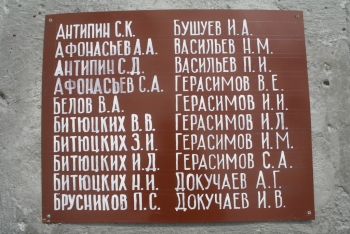 Антипин С.К.
Афонасьев А.А.
Антипин С.Д.
Афонасьев С.А.
Белов В.А.
Битюцких В.В.
Битюцких З.И.
Битюцких И.Д.
Битюцких Н.И.
Брусников П.С.
Бушуев И.А.
Васильев Н.М.
Васильев П.И.
Герасимов В.Е.
Герасимов И.И.
Герасимов И.Л.
Герасимов И.М.
Герасимов С.А.
Докучаев А.Г.
Докучаев И.В.